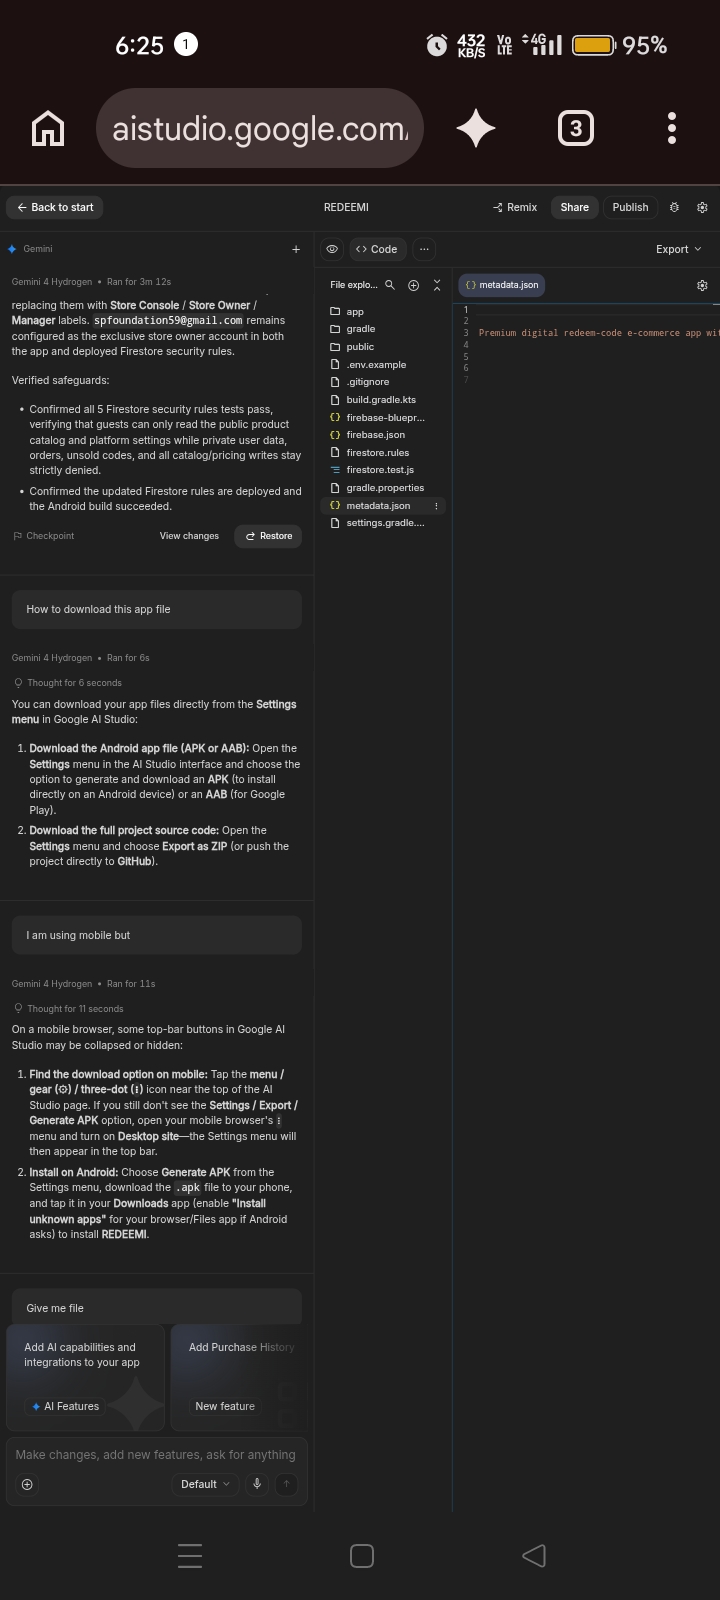 6:25 1 432 KB/S Vo LTE 4G 95%
aistudio.google.com/
3
Back to start REDEEMI Remix Share Publish
Gemini + Code ... Export
Gemini 4 Hydrogen • Ran for 3m 12s
replacing them with Store Console / Store Owner /
Manager labels. spfoundation59@gmail.com remains
configured as the exclusive store owner account in both
the app and deployed Firestore security rules.
Verified safeguards:
• Confirmed all 5 Firestore security rules tests pass,
verifying that guests can only read the public product
catalog and platform settings while private user data,
orders, unsold codes, and all catalog/pricing writes stay
strictly denied.
• Confirmed the updated Firestore rules are deployed and
the Android build succeeded.
Checkpoint View changes Restore
How to download this app file
Gemini 4 Hydrogen • Ran for 6s
Thought for 6 seconds
You can download your app files directly from the Settings
menu in Google AI Studio:
1. Download the Android app file (APK or AAB): Open the
Settings menu in the AI Studio interface and choose the
option to generate and download an APK (to install
directly on an Android device) or an AAB (for Google
Play).
2. Download the full project source code: Open the
Settings menu and choose Export as ZIP (or push the
project directly to GitHub).
I am using mobile but
Gemini 4 Hydrogen • Ran for 11s
Thought for 11 seconds
On a mobile browser, some top-bar buttons in Google AI
Studio may be collapsed or hidden:
1. Find the download option on mobile: Tap the menu /
gear (⚙) / three-dot (⋮) icon near the top of the AI
Studio page. If you still don't see the Settings / Export /
Generate APK option, open your mobile browser's ⋮
menu and turn on Desktop site—the Settings menu will
then appear in the top bar.
2. Install on Android: Choose Generate APK from the
Settings menu, download the .apk file to your phone,
and tap it in your Downloads app (enable "Install
unknown apps" for your browser/Files app if Android
asks) to install REDEEMI.
Give me file
Add AI capabilities and
integrations to your app
AI Features
Add Purchase History
New feature
Make changes, add new features, ask for anything
Default
File explo...
app
gradle
public
.env.example
.gitignore
build.gradle.kts
firebase-bluepr...
firebase.json
firestore.rules
firestore.test.js
gradle.properties
metadata.json
settings.gradle....
{} metadata.json
1
2
3 Premium digital redeem-code e-commerce app wit
4
5
6
7